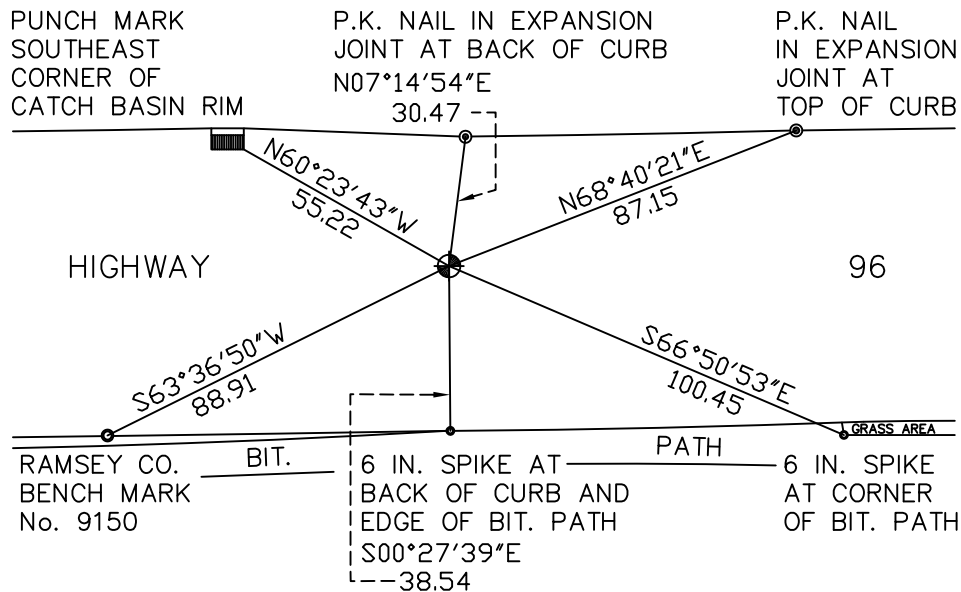 PUNCH MARK
SOUTHEAST
CORNER OF
CATCH BASIN RIM
P.K. NAIL IN EXPANSION
JOINT AT BACK OF CURB
N07°14'54"E
30.47
P.K. NAIL
IN EXPANSION
JOINT AT
TOP OF CURB
N60°23'43"W
55.22
N68°40'21"E
87.15
HIGHWAY
96
S63°36'50"W
88.91
S66°50'53"E
100.45
GRASS AREA
BIT.
PATH
RAMSEY CO.
BENCH MARK
No. 9150
6 IN. SPIKE AT
BACK OF CURB AND
EDGE OF BIT. PATH
S00°27'39"E
38.54
6 IN. SPIKE
AT CORNER
OF BIT. PATH